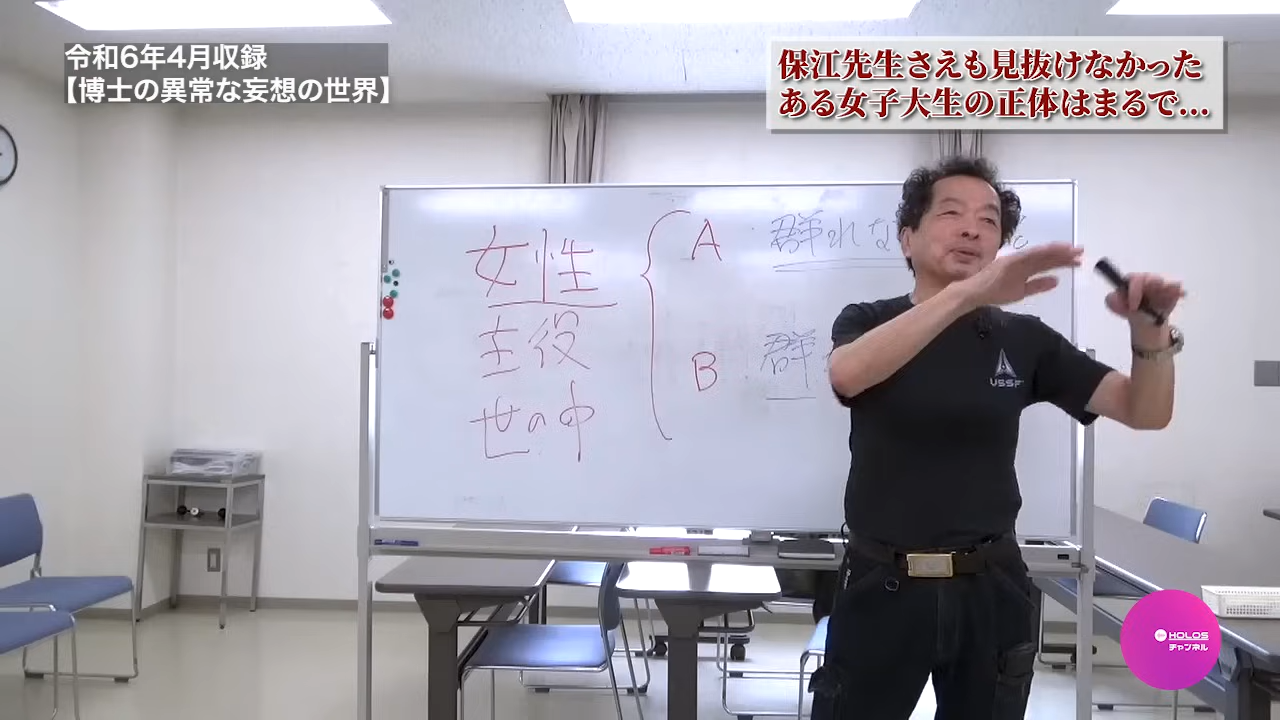 令和6年4月収録
【博士の異常な妄想の世界】
保江先生さえも見抜けなかった
ある女子大生の正体はまるで…
女性
主役
世の中
A
群れな
B
群
USSF
HOLOS
チャンネル